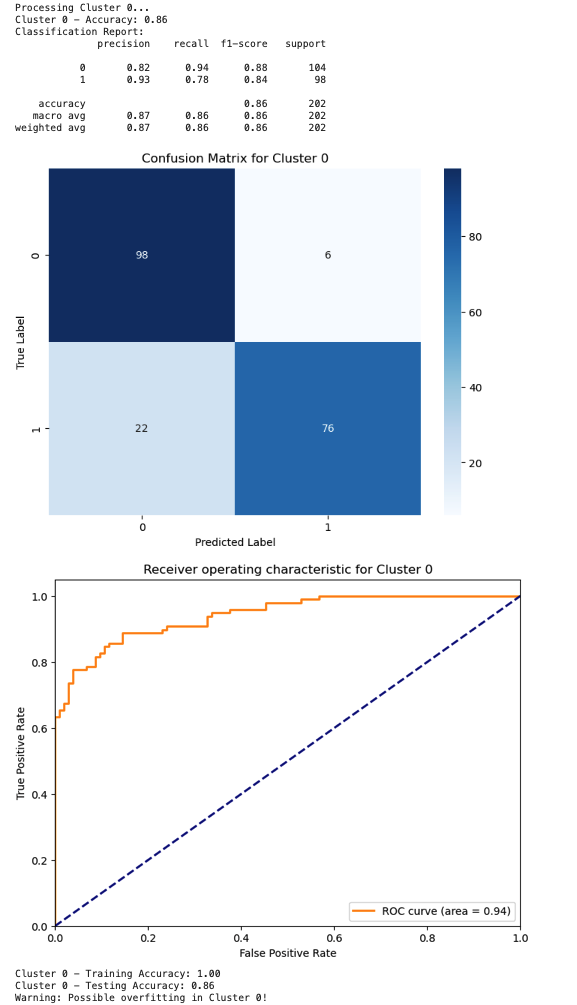 Processing Cluster 0...
Cluster 0 - Accuracy: 0.86
Classification Report:
precision recall f1-score support
0 0.82 0.94 0.88 104
1 0.93 0.78 0.84 98
accuracy 0.86 202
macro avg 0.87 0.86 0.86 202
weighted avg 0.87 0.86 0.86 202
Confusion Matrix for Cluster 0
98
6
22
76
0
1
True Label
0
1
Predicted Label
80
60
40
20
Receiver operating characteristic for Cluster 0
1.0
0.8
0.6
0.4
0.2
0.0
True Positive Rate
ROC curve (area = 0.94)
0.0
0.2
0.4
0.6
0.8
1.0
False Positive Rate
Cluster 0 - Training Accuracy: 1.00
Cluster 0 - Testing Accuracy: 0.86
Warning: Possible overfitting in Cluster 0!